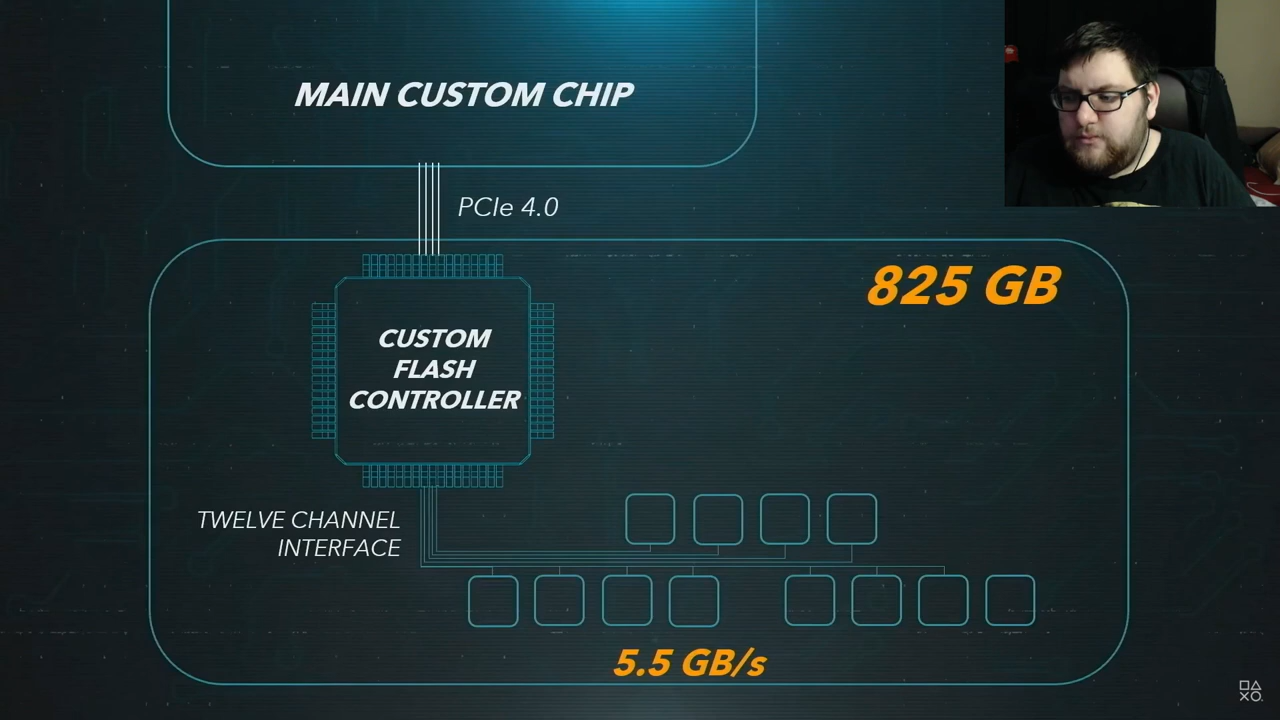 MAIN CUSTOM CHIP
PCIe 4.0
825 GB
CUSTOM
FLASH
CONTROLLER
TWELVE CHANNEL
INTERFACE
5.5 GB/s